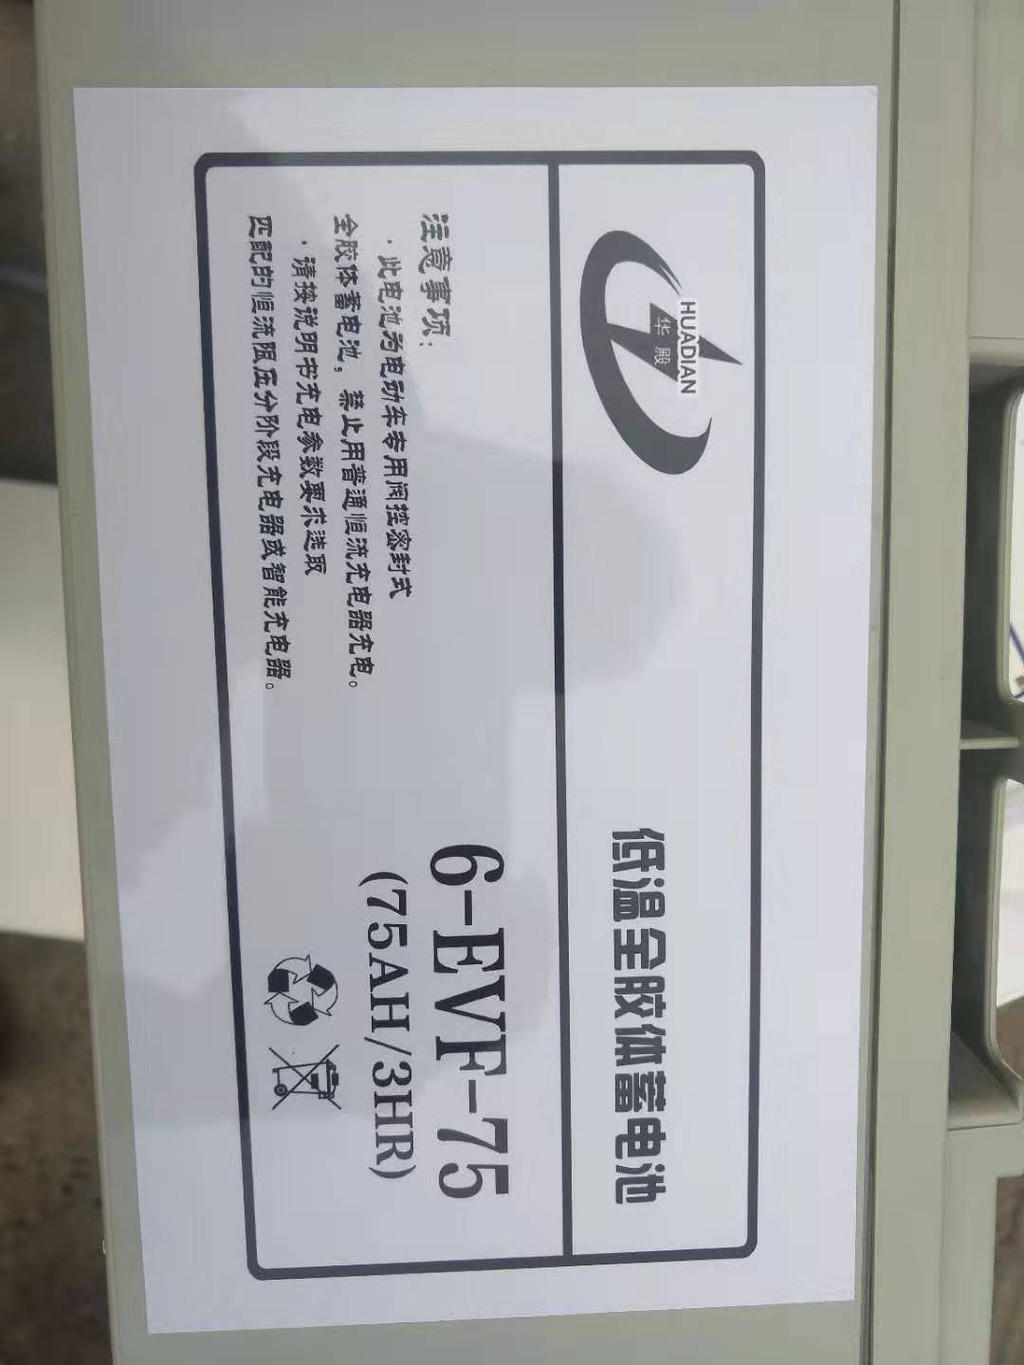 HUADIAN
华殿
低温全胶体蓄电池
注意事项:
·此电池为电动车专用阀控密封式
全胶体蓄电池,禁止用普通恒流充电器充电。
·请按说明书充电参数要求选取
匹配的恒流限压分阶段充电器或智能充电器。
6-EVF-75
(75AH/3HR)